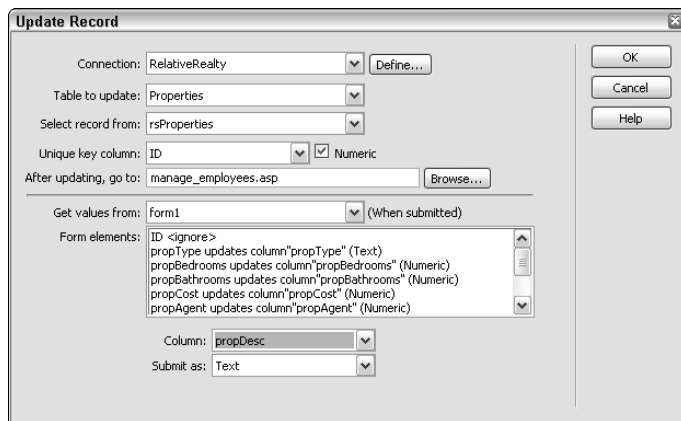 Update Record
Connection: RelativeRealty Define... OK
Table to update: Properties Cancel
Select record from: rsProperties Help
Unique key column: ID Numeric
After updating, go to: manage_employees.asp Browse...
Get values from: form1 (When submitted)
Form elements: ID <ignore>
propType updates column"propType" (Text)
propBedrooms updates column"propBedrooms" (Numeric)
propBathrooms updates column"propBathrooms" (Numeric)
propCost updates column"propCost" (Numeric)
propAgent updates column"propAgent" (Numeric)
Column: propDesc
Submit as: Text